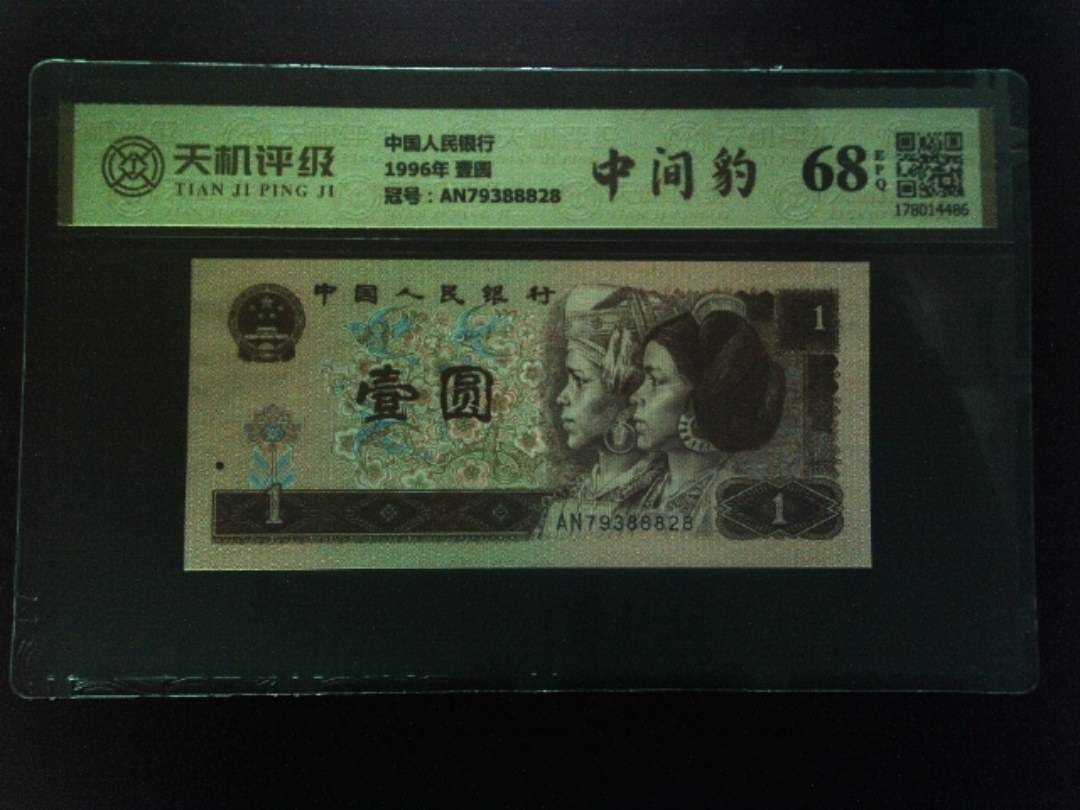 天机评级
TIAN JI PING JI
中国人民银行
1996年 壹圆
冠号：AN79388828
中间豹
68
EPQ
178014486
中国人民银行
壹圆
1
1
AN79388828
1